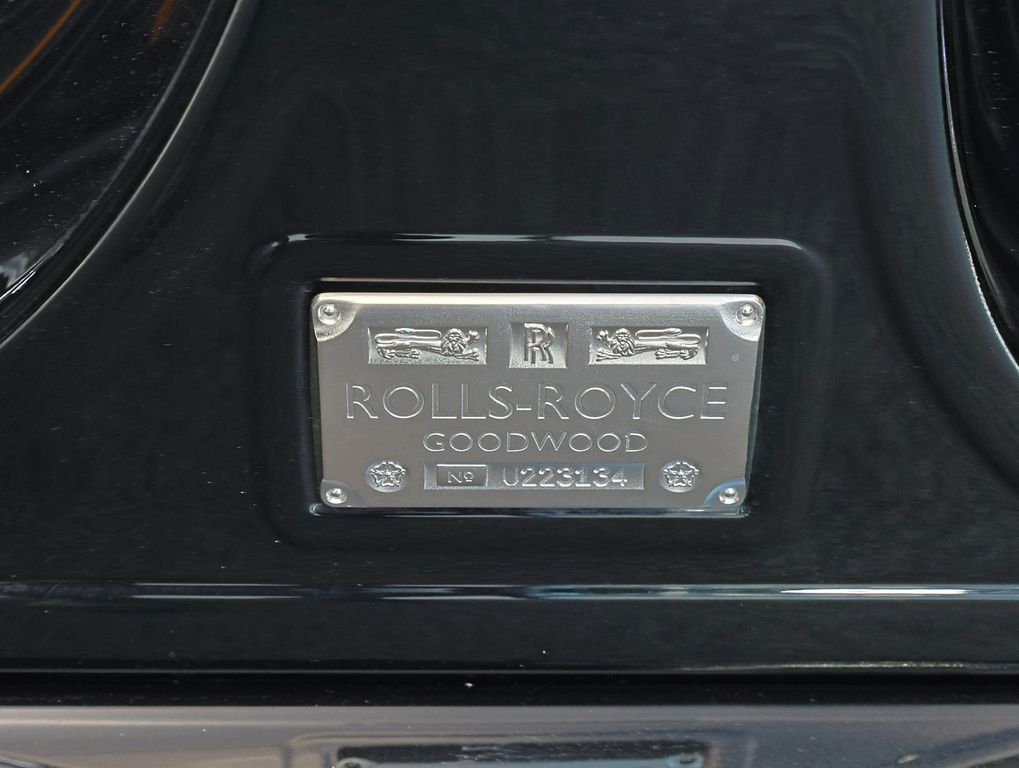 RR
ROLLS-ROYCE
GOODWOOD
Nº U223134